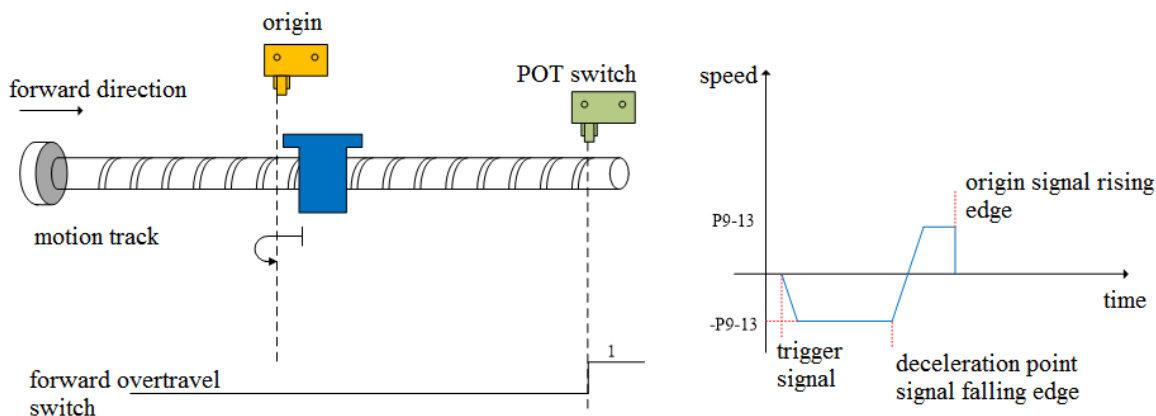 origin
POT switch
forward direction
motion track
1
forward overtravel
switch
speed
origin signal rising
edge
P9-13
time
-P9-13
trigger
signal
deceleration point
signal falling edge